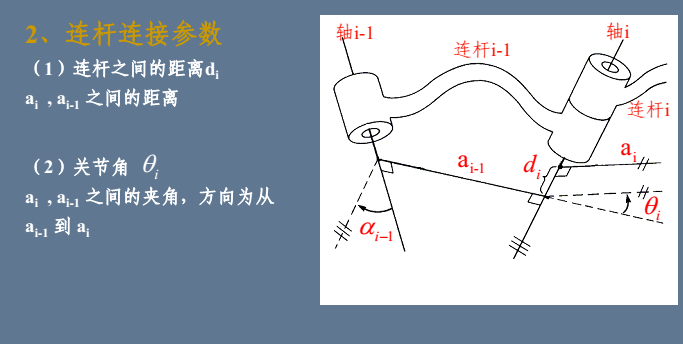 2、连杆连接参数
（1）连杆之间的距离di
ai , ai-1 之间的距离
（2）关节角 θi
ai , ai-1 之间的夹角，方向为从
ai-1 到 ai
轴i-1
连杆i-1
轴i
连杆i
ai-1
di
ai
θi
αi−1